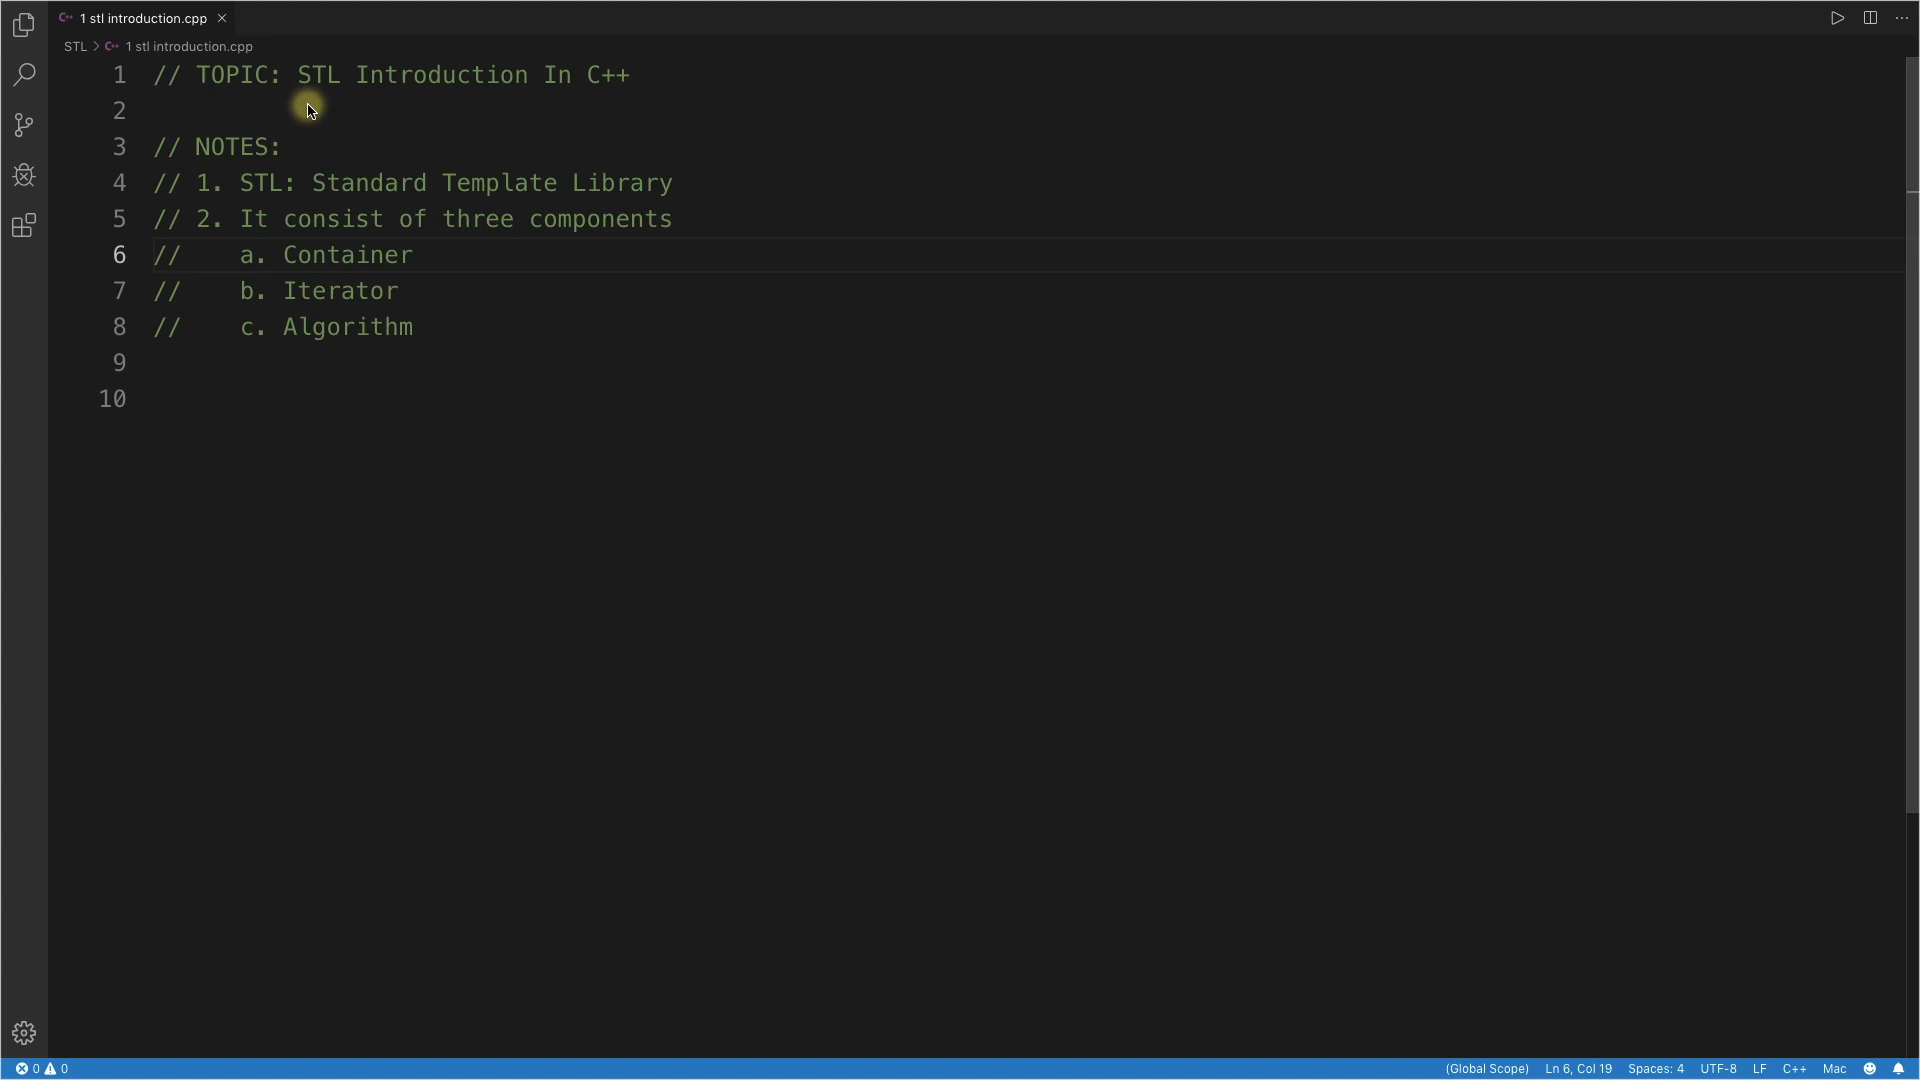 1 stl introduction.cpp
STL > 1 stl introduction.cpp
1 // TOPIC: STL Introduction In C++
2
3 // NOTES:
4 // 1. STL: Standard Template Library
5 // 2. It consist of three components
6 //    a. Container
7 //    b. Iterator
8 //    c. Algorithm
9
10
0 0 (Global Scope) Ln 6, Col 19 Spaces: 4 UTF-8 LF C++ Mac